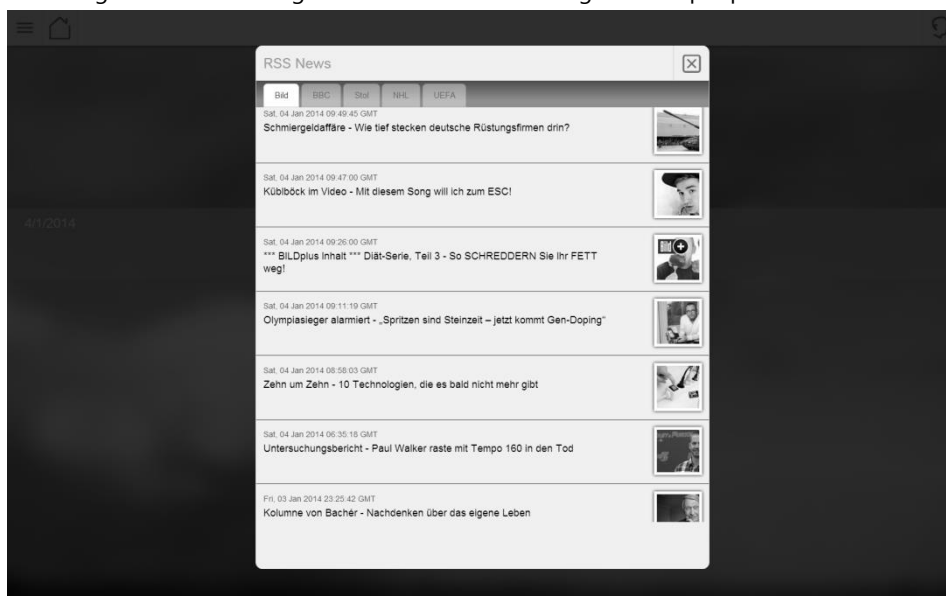 RSS News
Bild BBC Stol NHL UEFA
Sat, 04 Jan 2014 09:49:45 GMT
Schmiergeldaffäre - Wie tief stecken deutsche Rüstungsfirmen drin?
Sat, 04 Jan 2014 09:47:00 GMT
Küblböck im Video - Mit diesem Song will ich zum ESC!
4/1/2014
Sat, 04 Jan 2014 09:26:00 GMT
*** BILDplus Inhalt *** Diät-Serie, Teil 3 - So SCHREDDERN Sie Ihr FETT
weg!
Bild
Sat, 04 Jan 2014 09:11:19 GMT
Olympiasieger alarmiert - „Spritzen sind Steinzeit – jetzt kommt Gen-Doping"
Sat, 04 Jan 2014 08:58:03 GMT
Zehn um Zehn - 10 Technologien, die es bald nicht mehr gibt
Sat, 04 Jan 2014 06:35:18 GMT
Untersuchungsbericht - Paul Walker raste mit Tempo 160 in den Tod
Fri, 03 Jan 2014 23:25:42 GMT
Kolumne von Bachér - Nachdenken über das eigene Leben